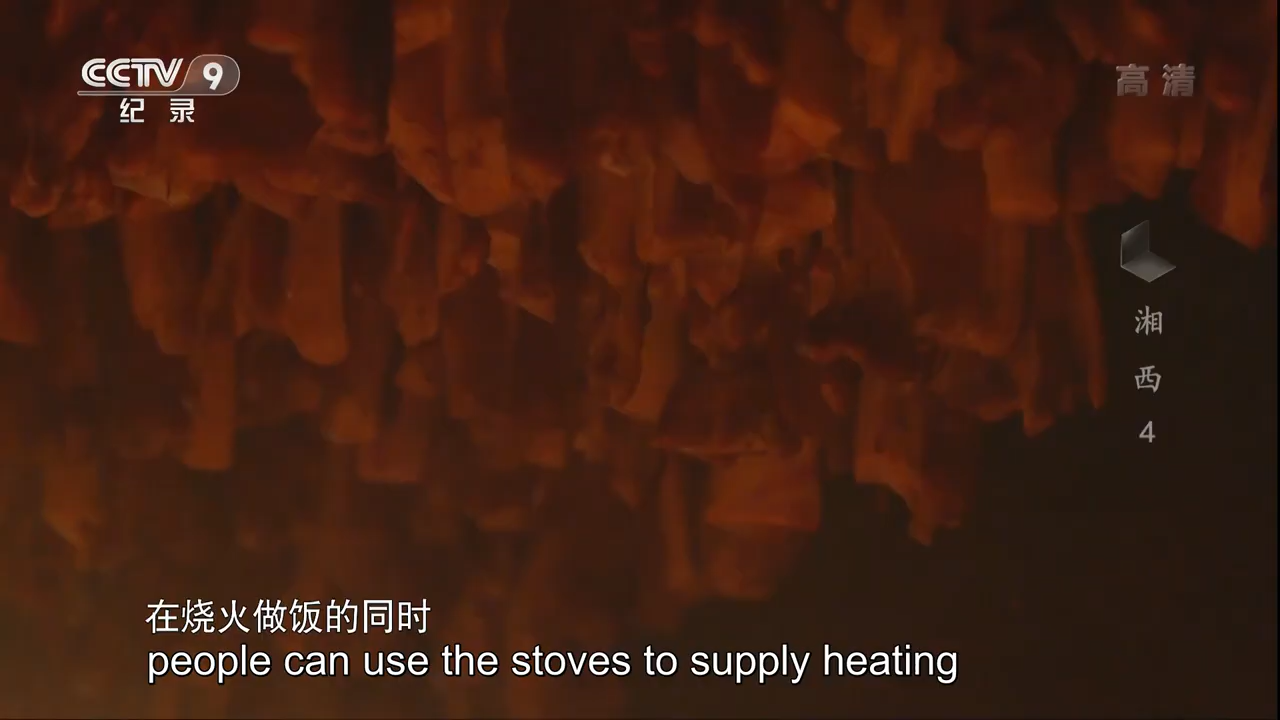 CCTV 9
纪 录
高 清
湘
西
4
在烧火做饭的同时
people can use the stoves to supply heating